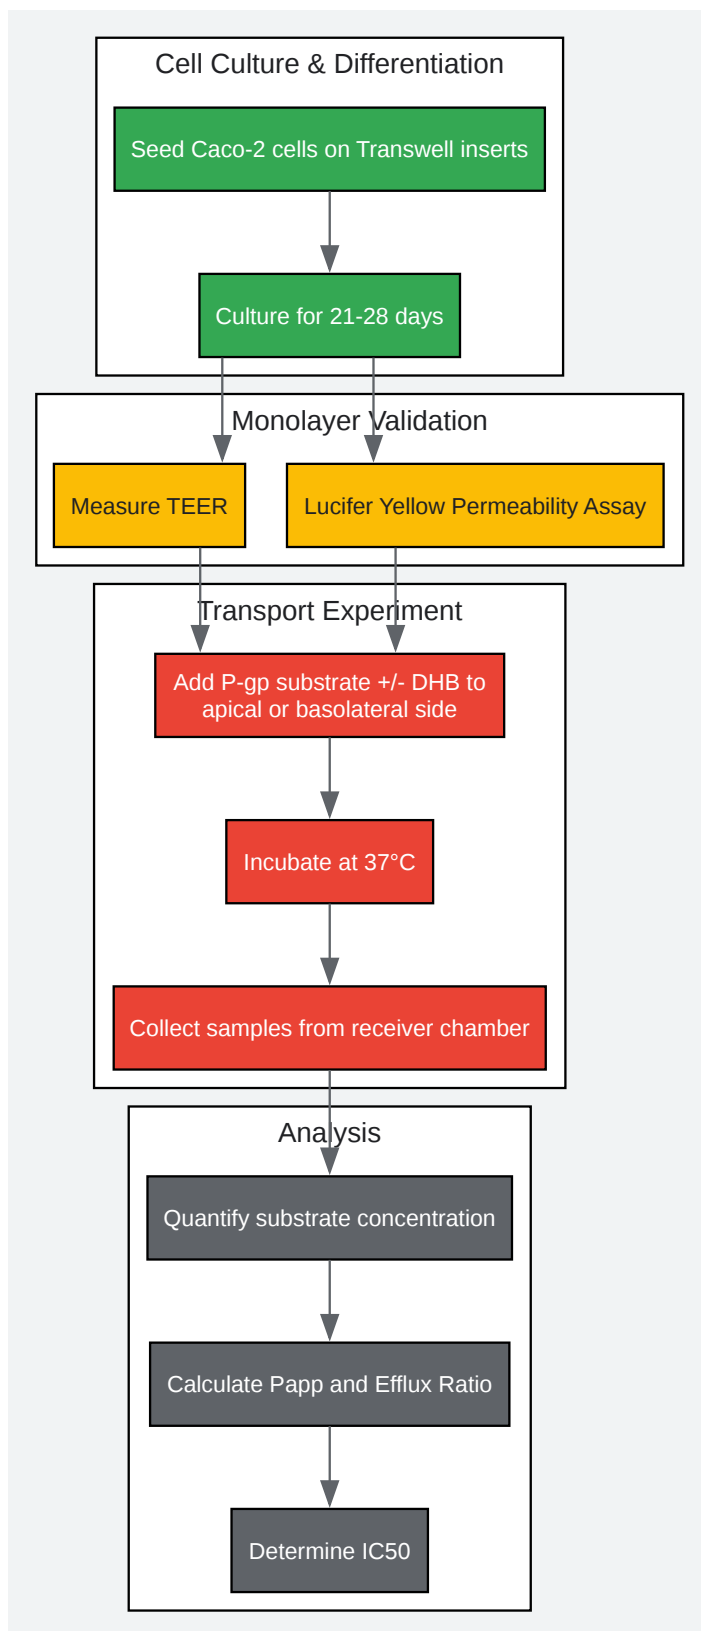 Cell Culture & Differentiation
Seed Caco-2 cells on Transwell inserts
Culture for 21-28 days
Monolayer Validation
Measure TEER
Lucifer Yellow Permeability Assay
Transport Experiment
Add P-gp substrate +/- DHB to
apical or basolateral side
Incubate at 37°C
Collect samples from receiver chamber
Analysis
Quantify substrate concentration
Calculate Papp and Efflux Ratio
Determine IC50